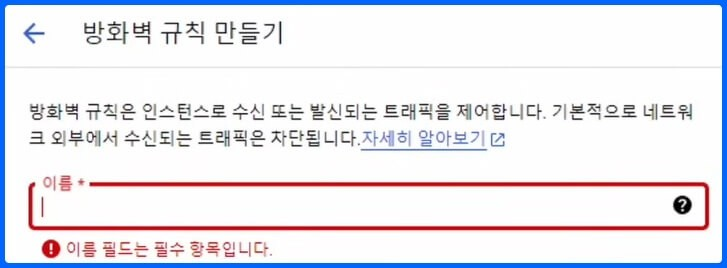 방화벽 규칙 만들기
방화벽 규칙은 인스턴스로 수신 또는 발신되는 트래픽을 제어합니다. 기본적으로 네트워
크 외부에서 수신되는 트래픽은 차단됩니다.자세히 알아보기
이름 *
이름 필드는 필수 항목입니다.